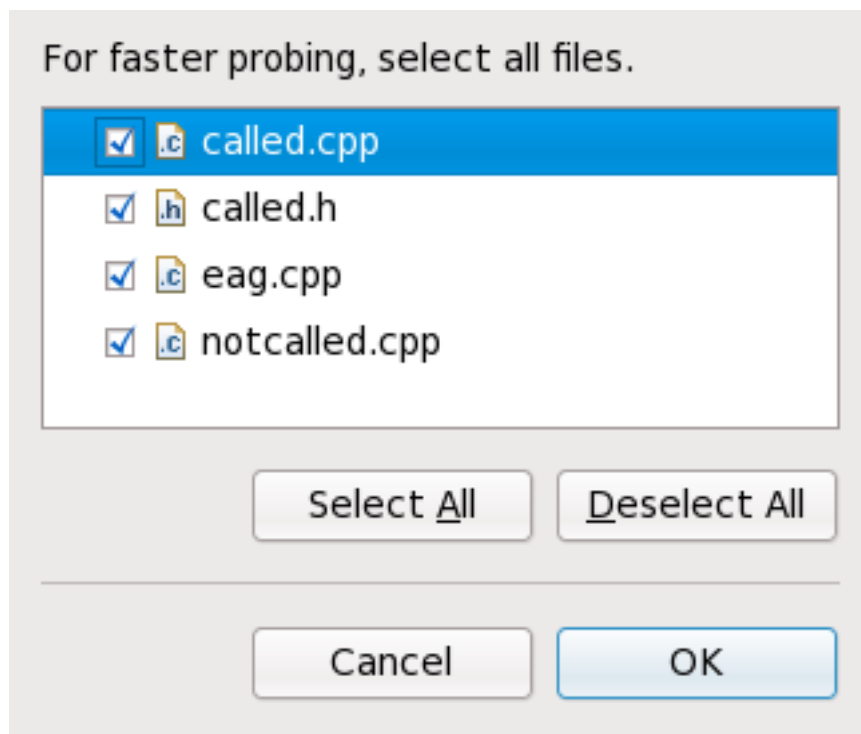 For faster probing, select all files.
.c called.cpp
.h called.h
.c eag.cpp
.c notcalled.cpp
Select All Deselect All
Cancel OK